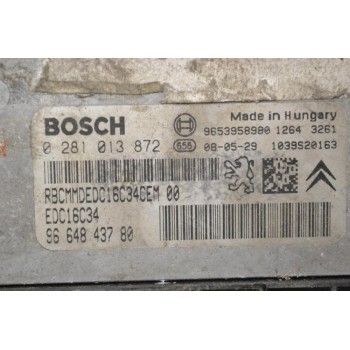 Made in Hungary
BOSCH 9653958980 1264 3261
0 281 013 872 658 08-05-29 1039S20163
RBCMMDEDC16C34CEM 00
EDC16C34
96 648 437 80